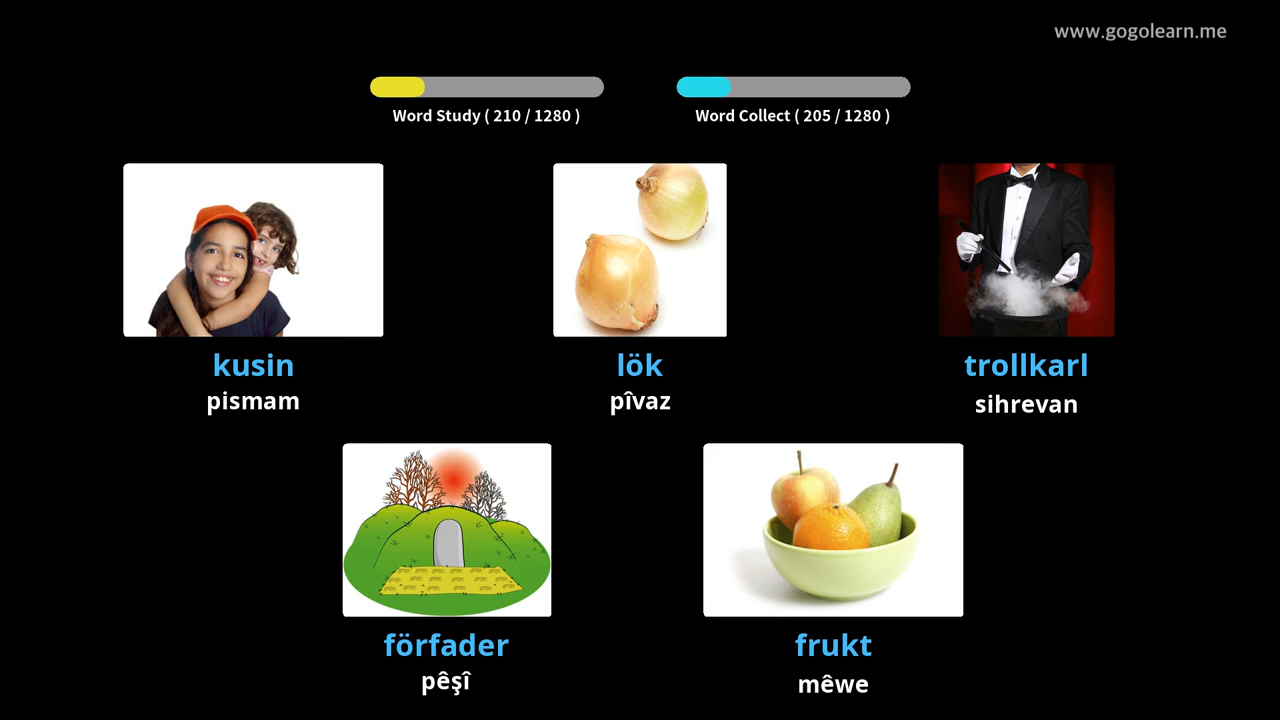 www.gogolearn.me
Word Study ( 210 / 1280 )
Word Collect ( 205 / 1280 )
kusin
pismam
lök
pîvaz
trollkarl
sihrevan
förfader
pêşî
frukt
mêwe